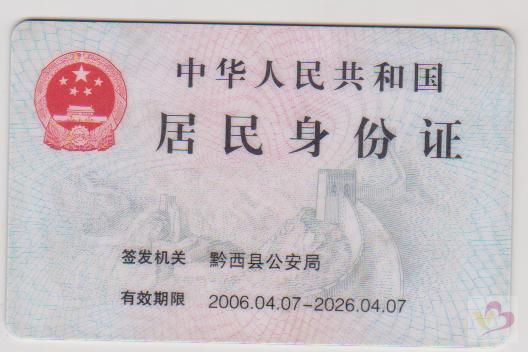 中华人民共和国
居民身份证
签发机关 黔西县公安局
有效期限 2006.04.07-2026.04.07